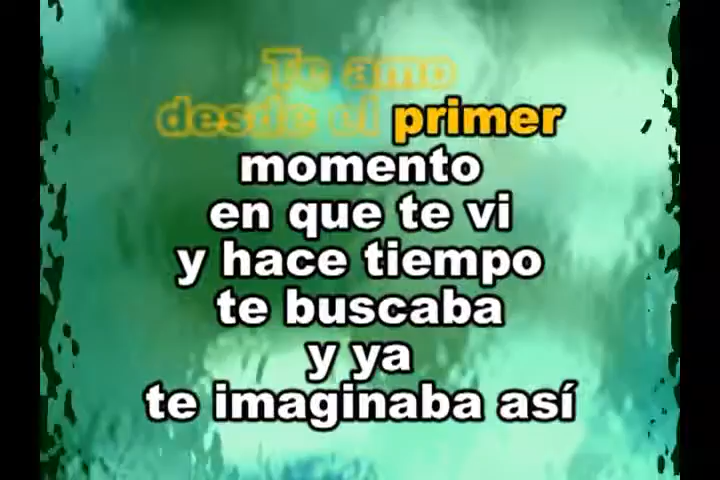 Te amo
desde el primer
momento
en que te vi
y hace tiempo
te buscaba
y ya
te imaginaba así